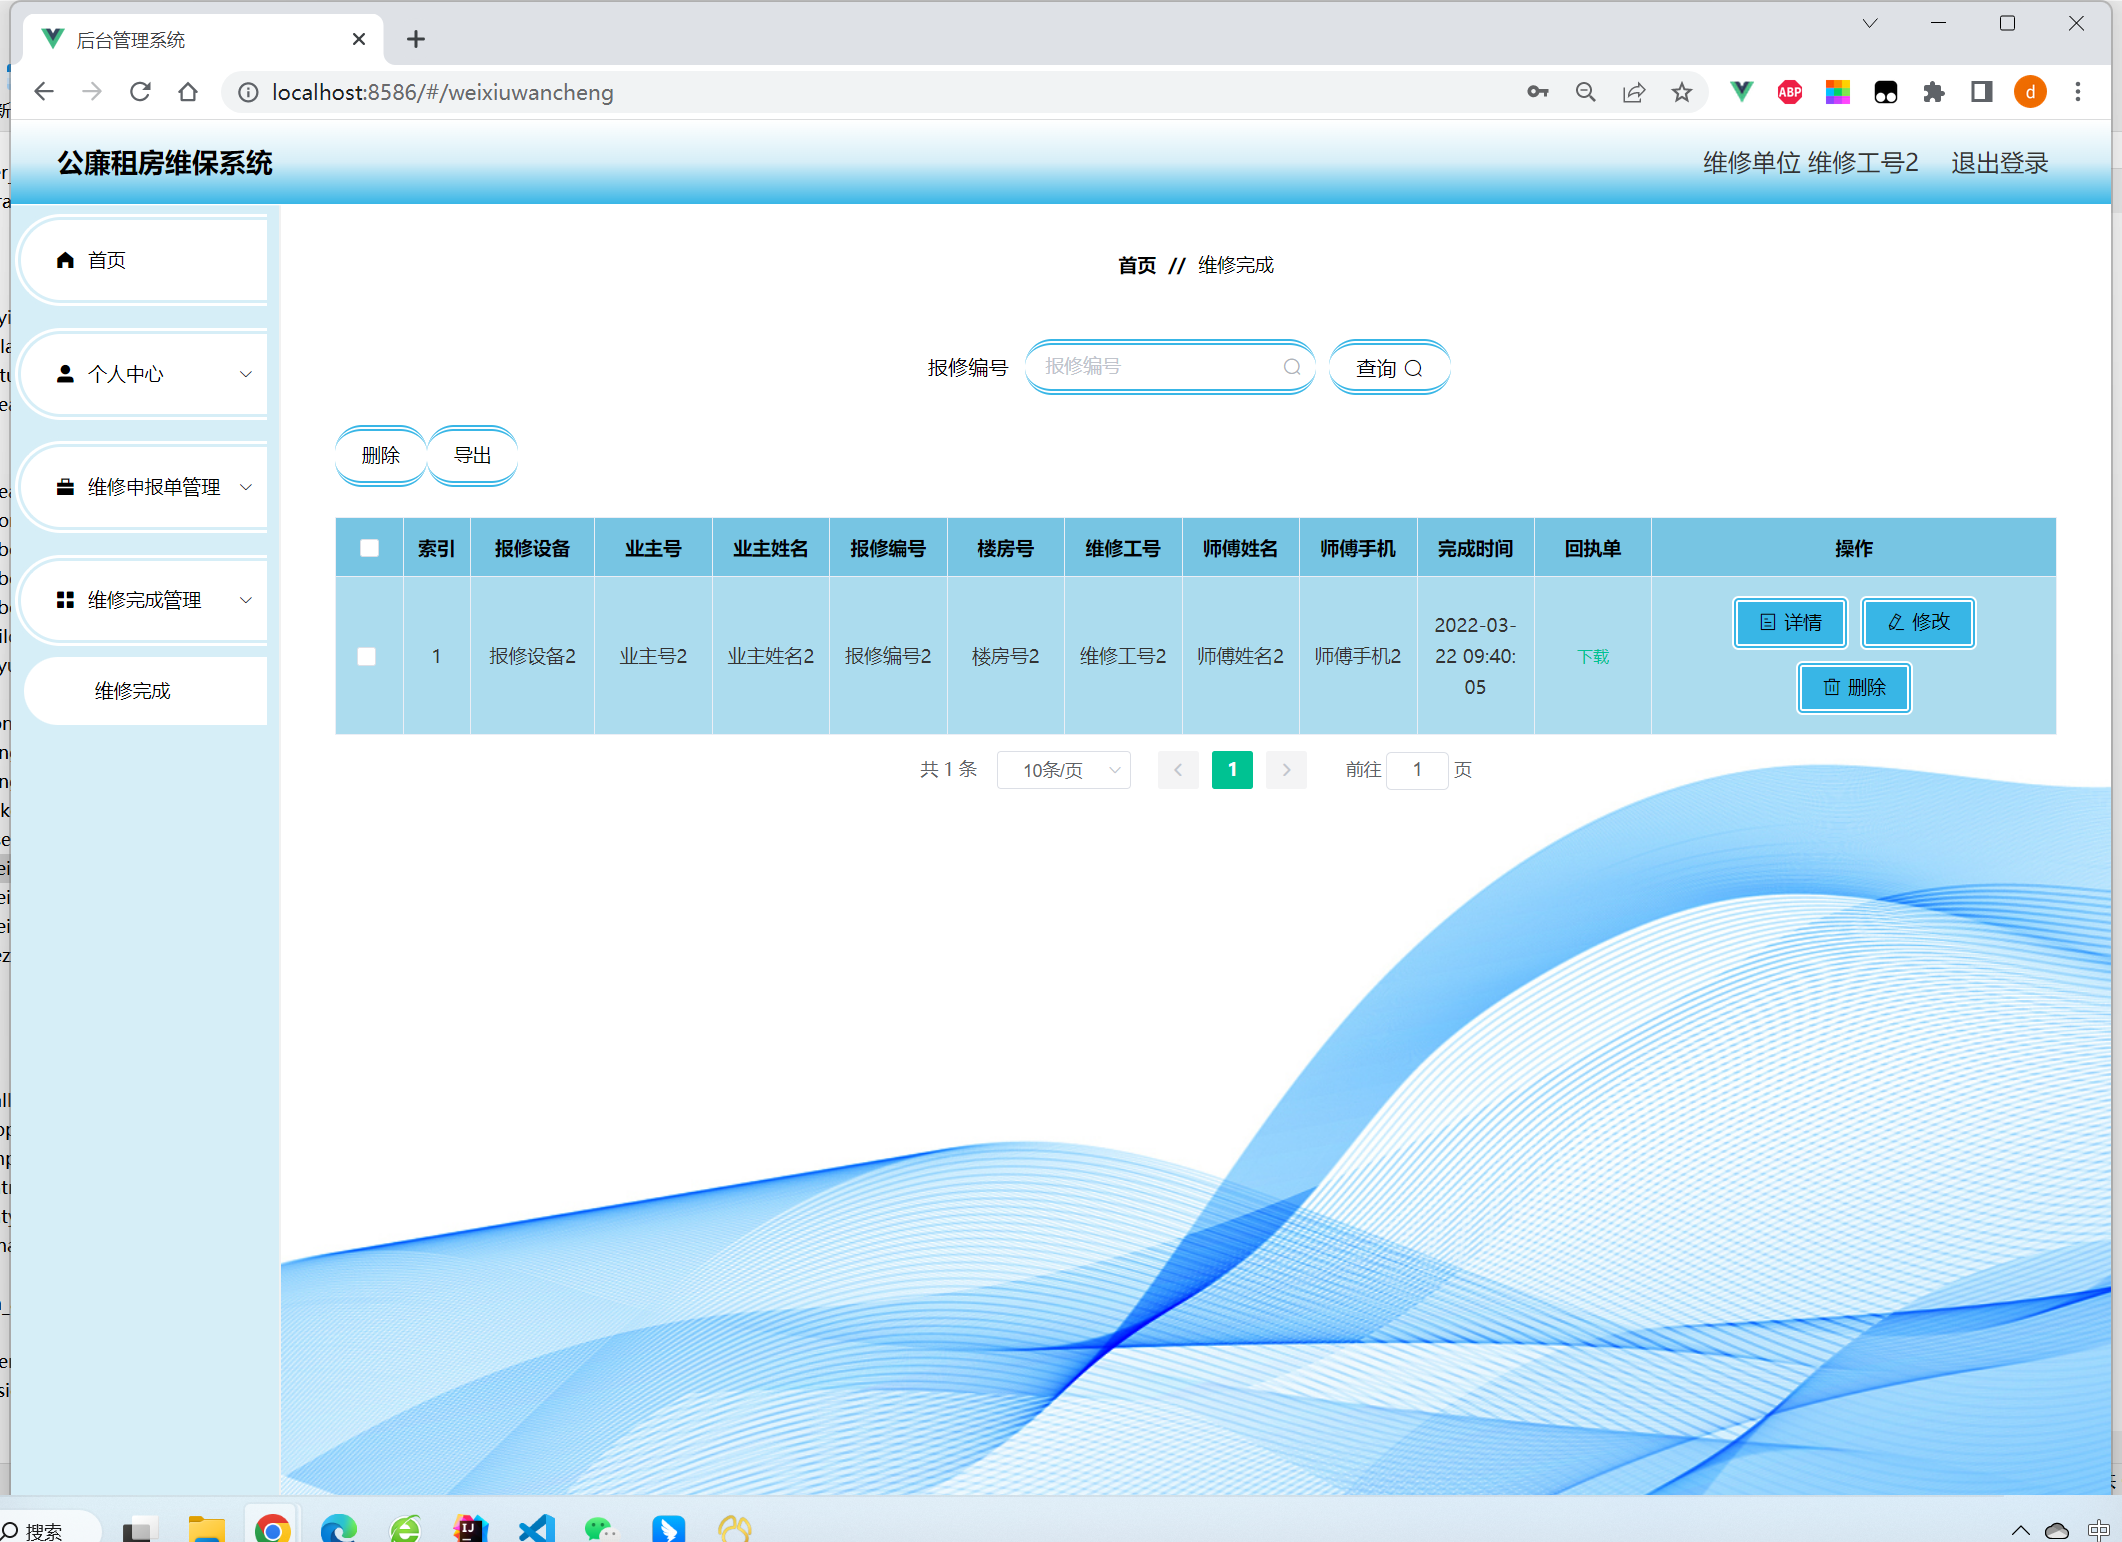 后台管理系统
localhost:8586/#/weixiuwancheng
ABP
d
公廉租房维保系统
维修单位 维修工号2 退出登录
首页
个人中心
维修申报单管理
维修完成管理
维修完成
首页 // 维修完成
报修编号 报修编号 查询
删除 导出
索引 报修设备 业主号 业主姓名 报修编号 楼房号 维修工号 师傅姓名 师傅手机 完成时间 回执单 操作
1 报修设备2 业主号2 业主姓名2 报修编号2 楼房号2 维修工号2 师傅姓名2 师傅手机2 2022-03-22 09:40:05 下载 详情 修改 删除
共 1 条 10条/页 1 前往 1 页
搜索
中